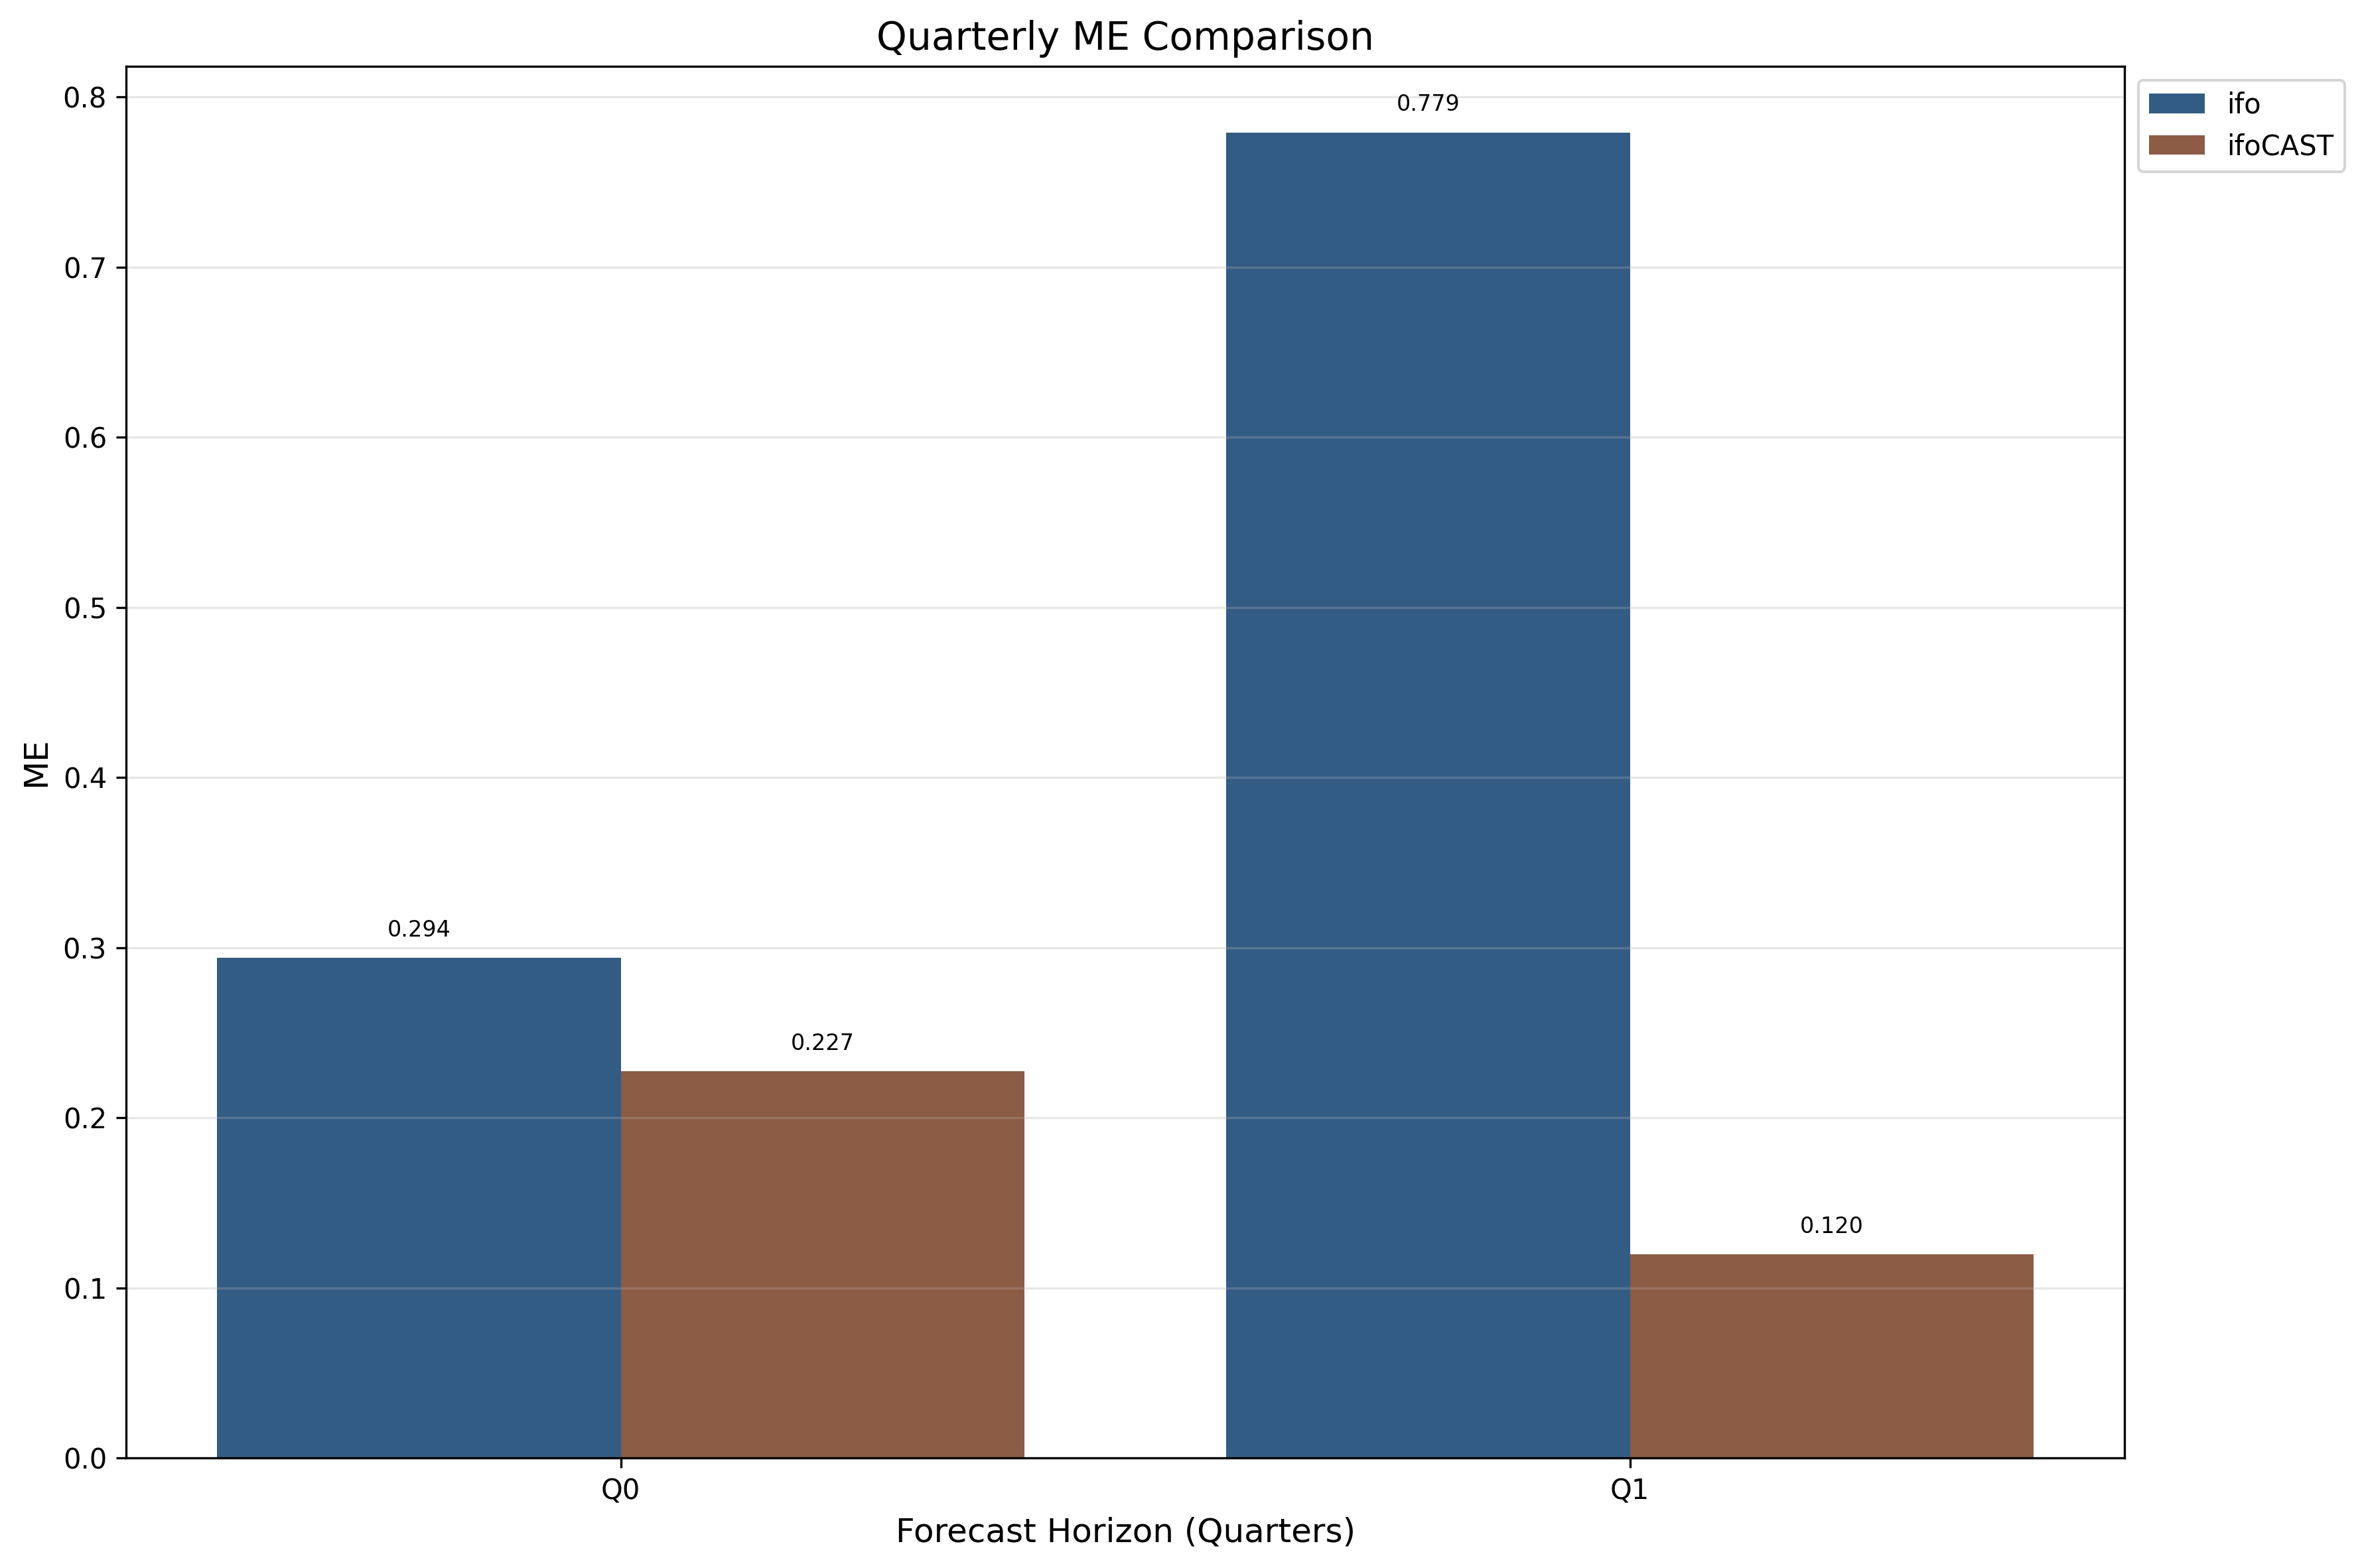 Quarterly ME Comparison
ifo
ifoCAST
ME
0.8
0.7
0.6
0.5
0.4
0.3
0.2
0.1
0.0
0.294
0.227
0.779
0.120
Q0
Q1
Forecast Horizon (Quarters)